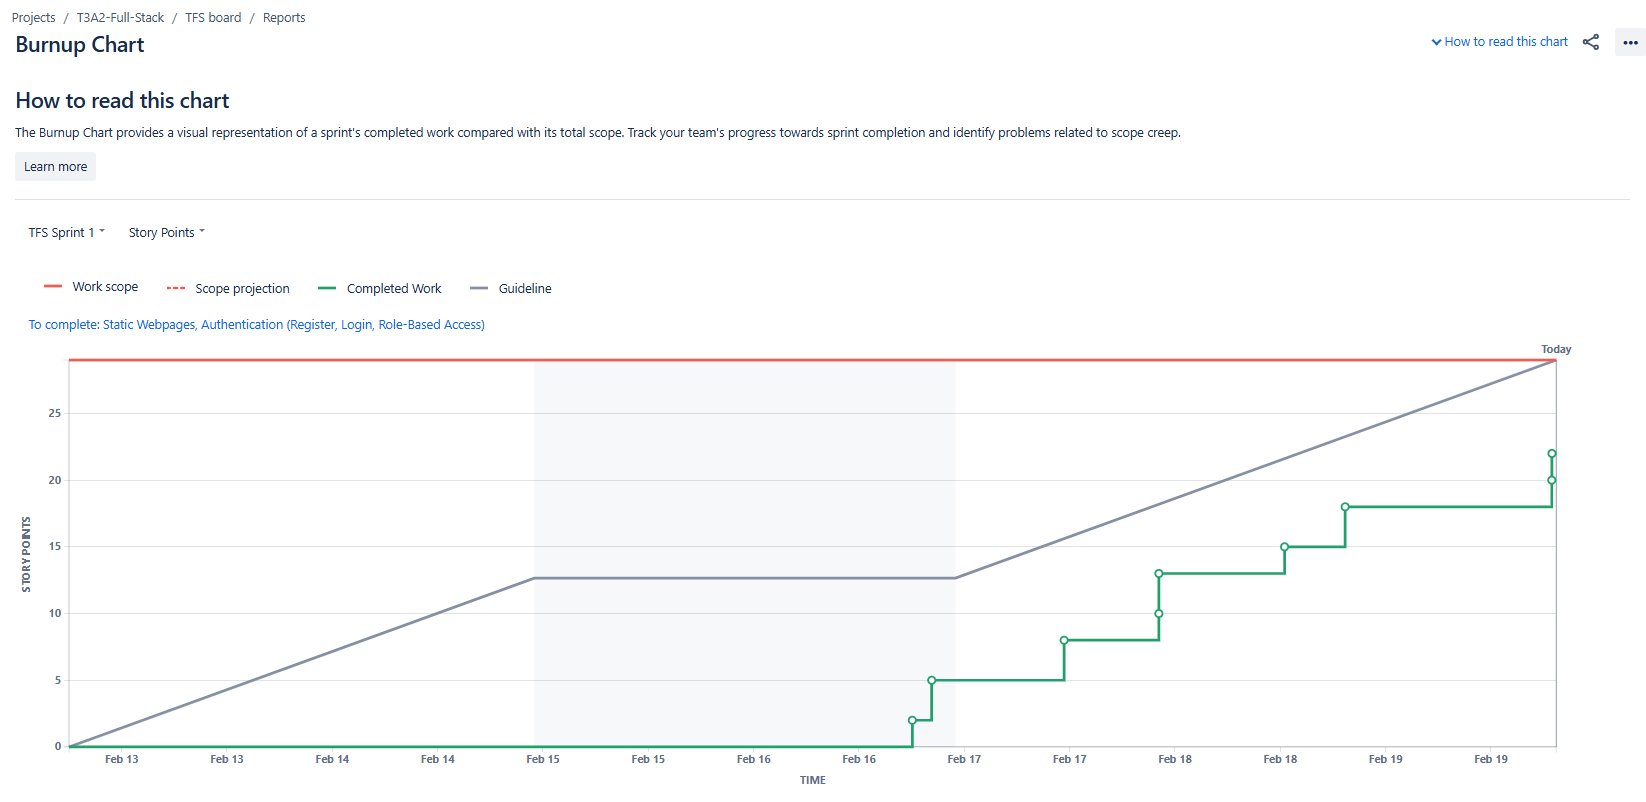 Projects / T3A2-Full-Stack / TFS board / Reports
Burnup Chart
How to read this chart
How to read this chart
The Burnup Chart provides a visual representation of a sprint's completed work compared with its total scope. Track your team's progress towards sprint completion and identify problems related to scope creep.
Learn more
TFS Sprint 1 Story Points
Work scope Scope projection Completed Work Guideline
To complete: Static Webpages, Authentication (Register, Login, Role-Based Access)
Today
25
20
15
10
5
0
STORY POINTS
Feb 13 Feb 13 Feb 14 Feb 14 Feb 15 Feb 15 Feb 16 Feb 16 Feb 17 Feb 17 Feb 18 Feb 18 Feb 19 Feb 19
TIME